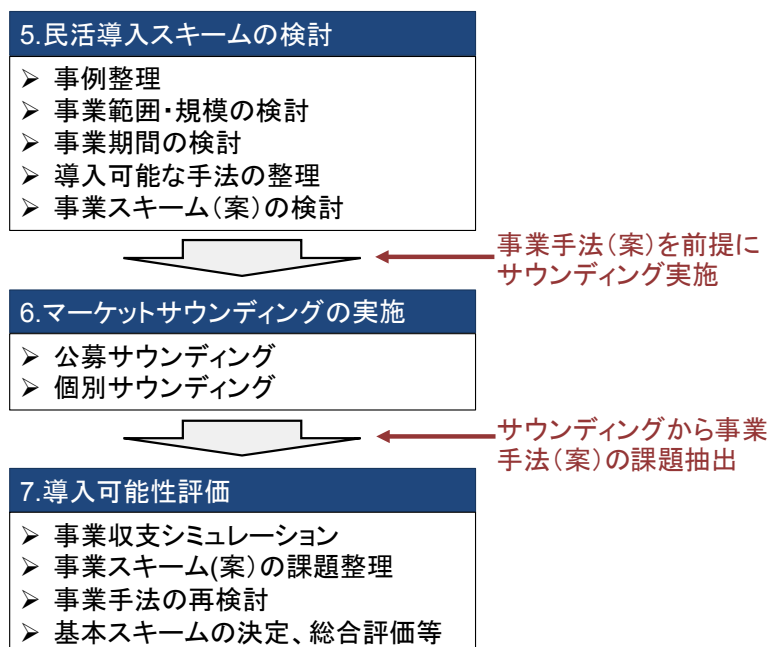 5.民活導入スキームの検討
➢ 事例整理
➢ 事業範囲・規模の検討
➢ 事業期間の検討
➢ 導入可能な手法の整理
➢ 事業スキーム（案）の検討
事業手法（案）を前提に
サウンディング実施
6.マーケットサウンディングの実施
➢ 公募サウンディング
➢ 個別サウンディング
サウンディングから事業
手法（案）の課題抽出
7.導入可能性評価
➢ 事業収支シミュレーション
➢ 事業スキーム(案)の課題整理
➢ 事業手法の再検討
➢ 基本スキームの決定、総合評価等